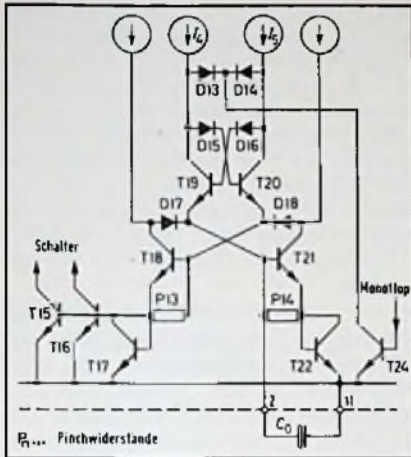 I4 I5
D13 D14
D15 D16
T19 T20
D17 D18
Schalter
T18 T21
Monoflop
P13 P14
T15
T16
T17 T22 T24
2 11
C0
Pn... Pinchwiderstände